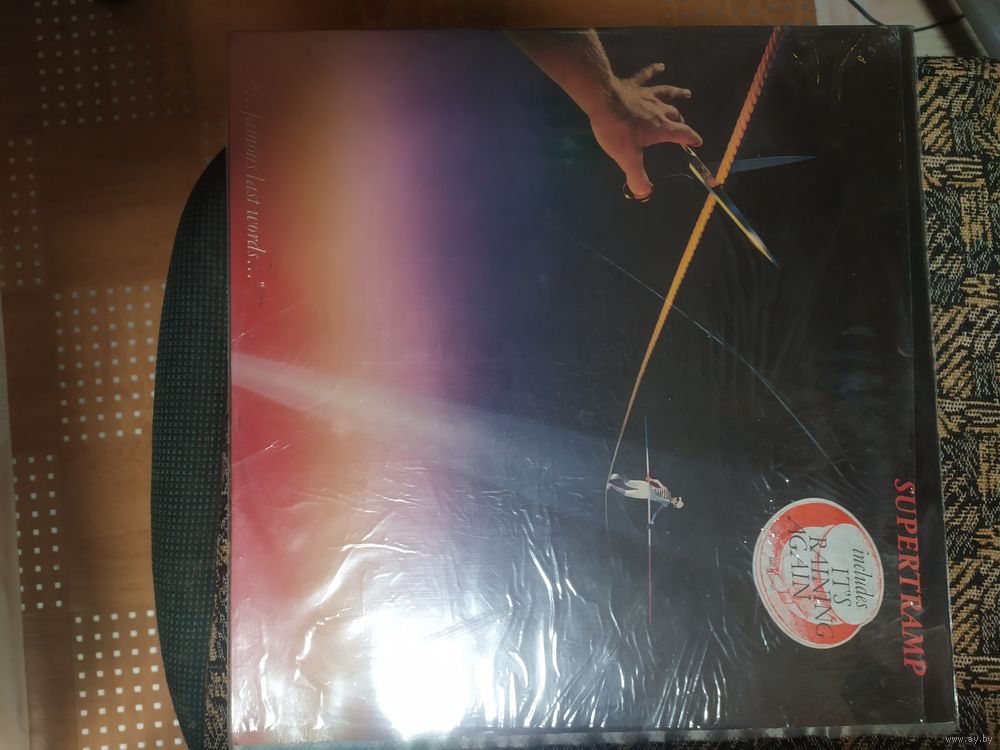 SUPERTRAMP
includes
IT'S
RAINING
AGAIN
"...famous last words...
www.ay.by